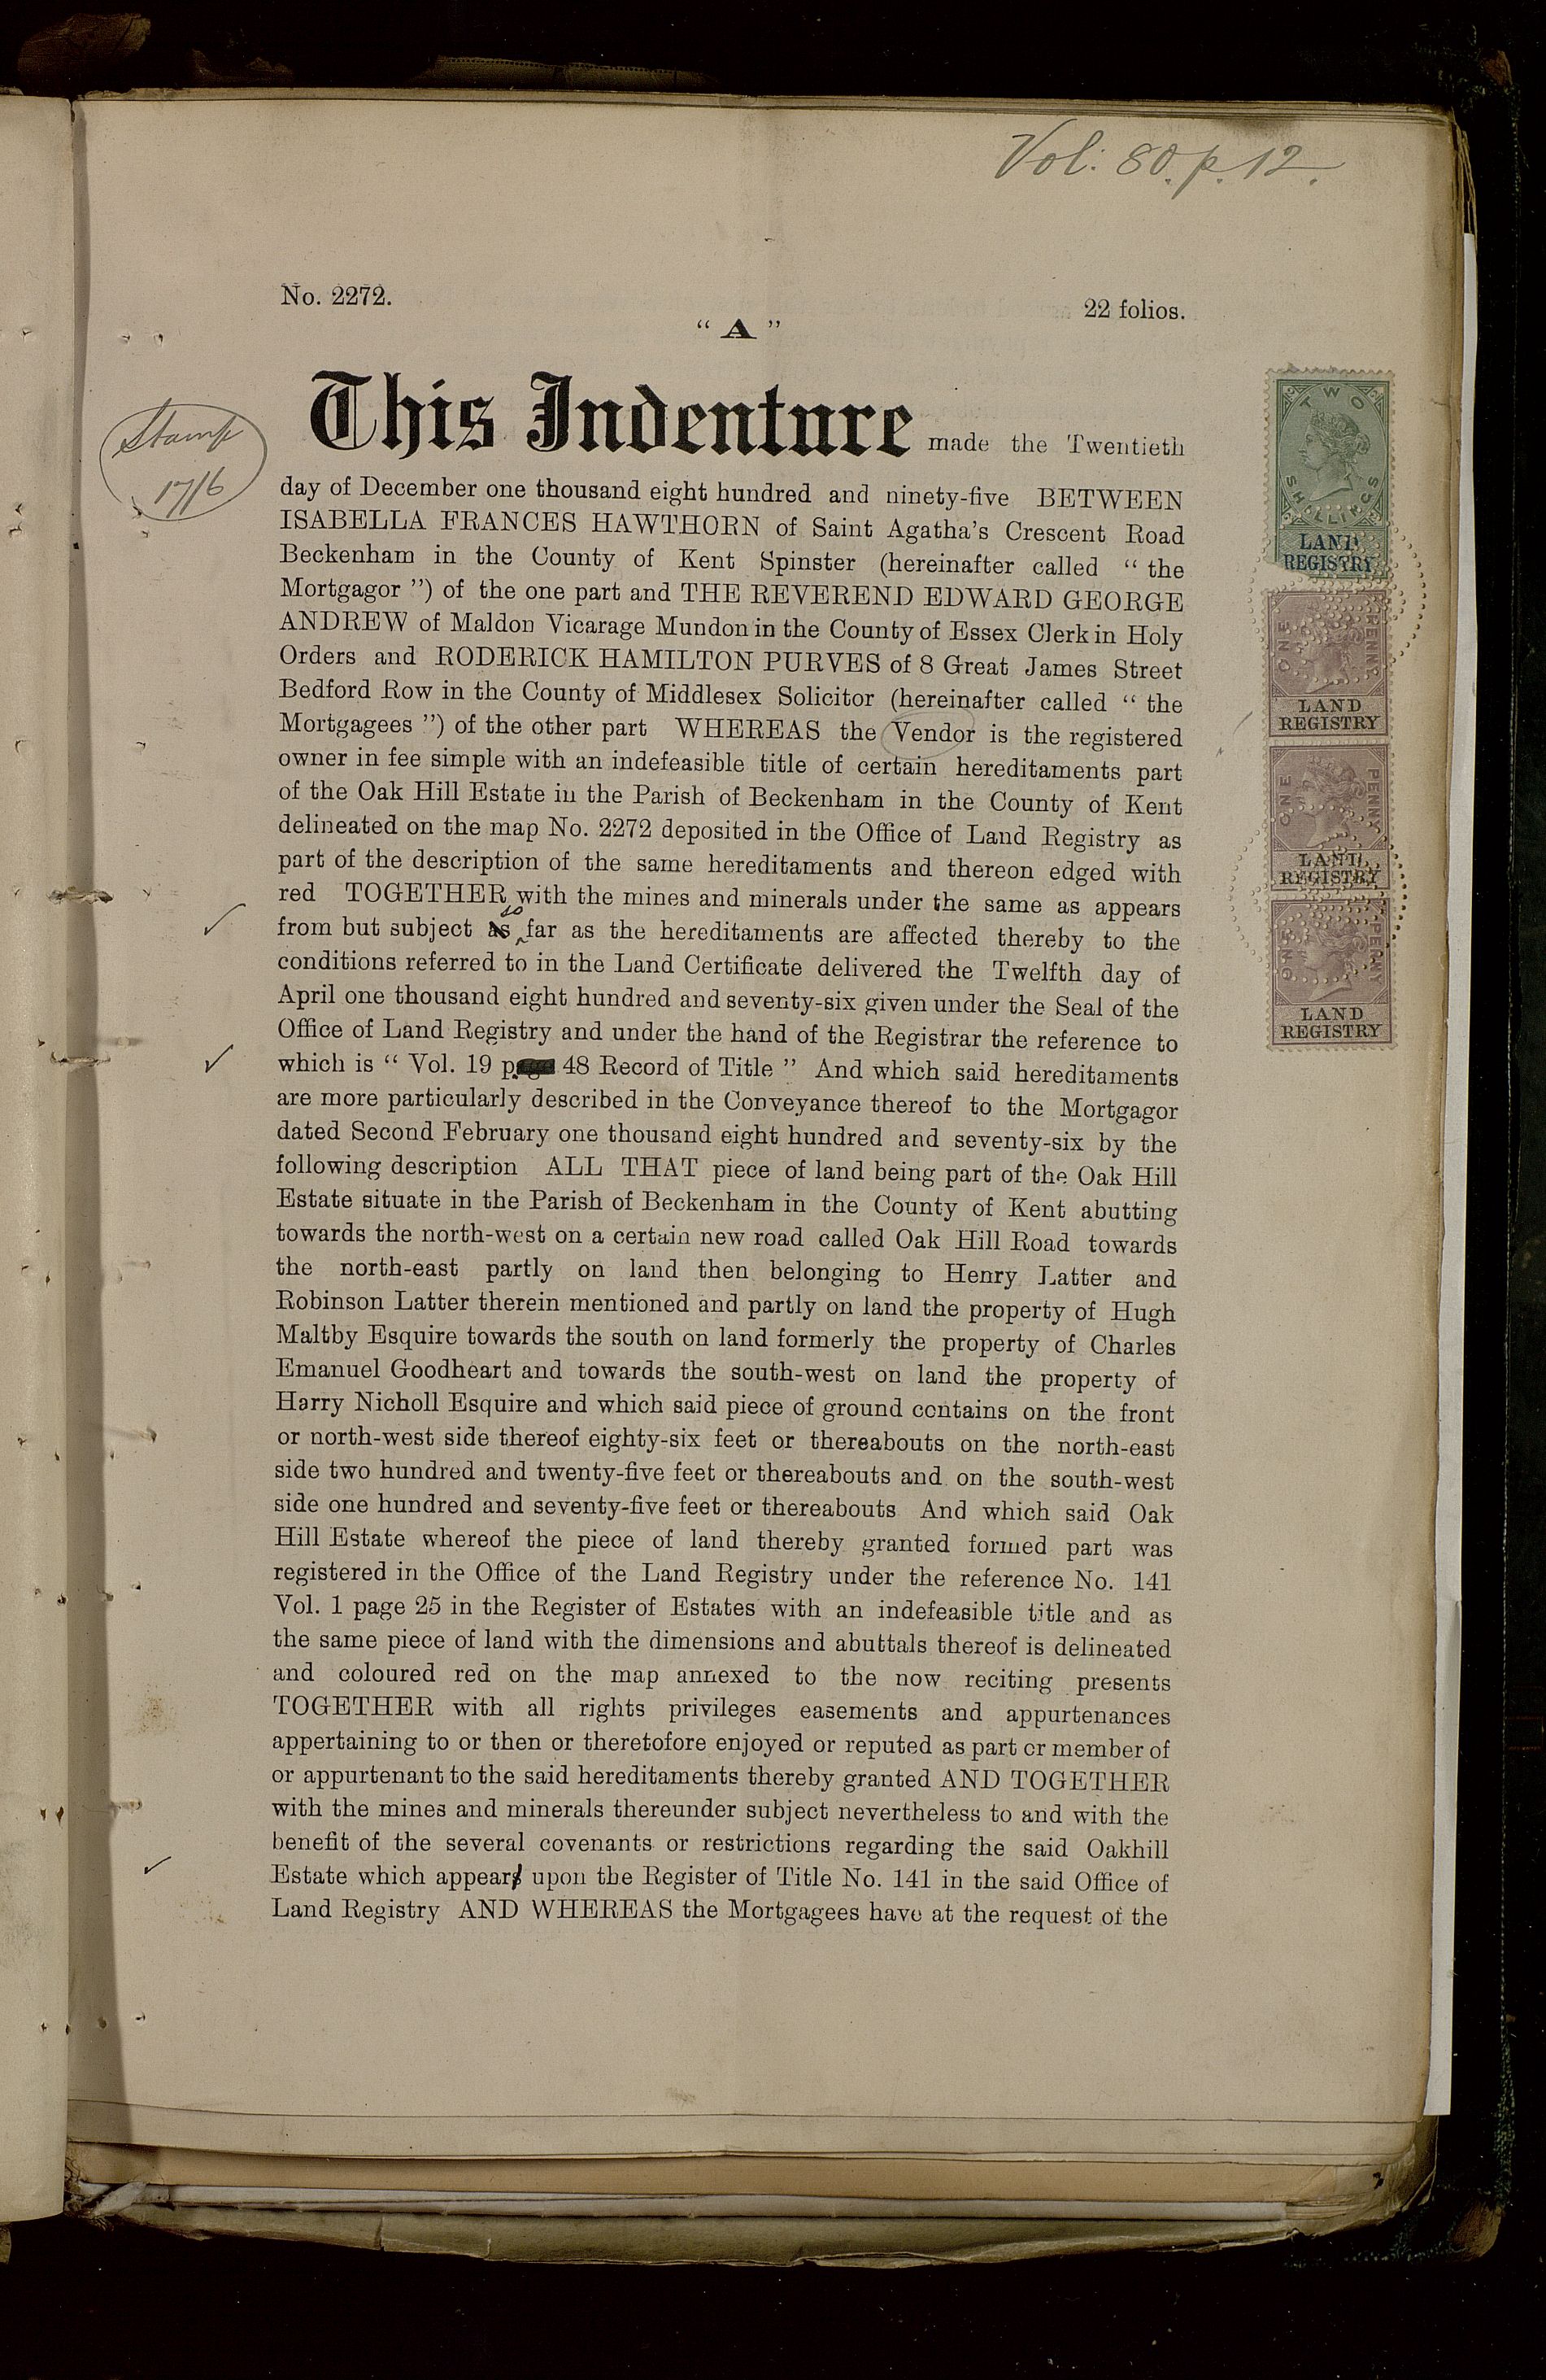 Vol: 80. p. 12.
No. 2272.
22 folios.
“ A ”
Stamp
17/6
This Indenture made the Twentieth
day of December one thousand eight hundred and ninety-five BETWEEN
ISABELLA FRANCES HAWTHORN of Saint Agatha's Crescent Road
Beckenham in the County of Kent Spinster (hereinafter called “ the
Mortgagor ”) of the one part and THE REVEREND EDWARD GEORGE
ANDREW of Maldon Vicarage Mundon in the County of Essex Clerk in Holy
Orders and RODERICK HAMILTON PURVES of 8 Great James Street
Bedford Row in the County of Middlesex Solicitor (hereinafter called “ the
Mortgagees ”) of the other part WHEREAS the Vendor is the registered
owner in fee simple with an indefeasible title of certain hereditaments part
of the Oak Hill Estate in the Parish of Beckenham in the County of Kent
delineated on the map No. 2272 deposited in the Office of Land Registry as
part of the description of the same hereditaments and thereon edged with
red TOGETHER with the mines and minerals under the same as appears
from but subject as so far as the hereditaments are affected thereby to the
conditions referred to in the Land Certificate delivered the Twelfth day of
April one thousand eight hundred and seventy-six given under the Seal of the
Office of Land Registry and under the hand of the Registrar the reference to
which is “ Vol. 19 p 48 Record of Title ” And which said hereditaments
are more particularly described in the Conveyance thereof to the Mortgagor
dated Second February one thousand eight hundred and seventy-six by the
following description ALL THAT piece of land being part of the Oak Hill
Estate situate in the Parish of Beckenham in the County of Kent abutting
towards the north-west on a certain new road called Oak Hill Road towards
the north-east partly on land then belonging to Henry Latter and
Robinson Latter therein mentioned and partly on land the property of Hugh
Maltby Esquire towards the south on land formerly the property of Charles
Emanuel Goodheart and towards the south-west on land the property of
Harry Nicholl Esquire and which said piece of ground contains on the front
or north-west side thereof eighty-six feet or thereabouts on the north-east
side two hundred and twenty-five feet or thereabouts and on the south-west
side one hundred and seventy-five feet or thereabouts And which said Oak
Hill Estate whereof the piece of land thereby granted formed part was
registered in the Office of the Land Registry under the reference No. 141
Vol. 1 page 25 in the Register of Estates with an indefeasible title and as
the same piece of land with the dimensions and abuttals thereof is delineated
and coloured red on the map annexed to the now reciting presents
TOGETHER with all rights privileges easements and appurtenances
appertaining to or then or theretofore enjoyed or reputed as part or member of
or appurtenant to the said hereditaments thereby granted AND TOGETHER
with the mines and minerals thereunder subject nevertheless to and with the
benefit of the several covenants or restrictions regarding the said Oakhill
Estate which appears upon the Register of Title No. 141 in the said Office of
Land Registry AND WHEREAS the Mortgagees have at the request of the
TWO
SHILLINGS
LAND
REGISTRY
ONE PENNY
LAND
REGISTRY
ONE PENNY
LAND
REGISTRY
ONE PENNY
LAND
REGISTRY